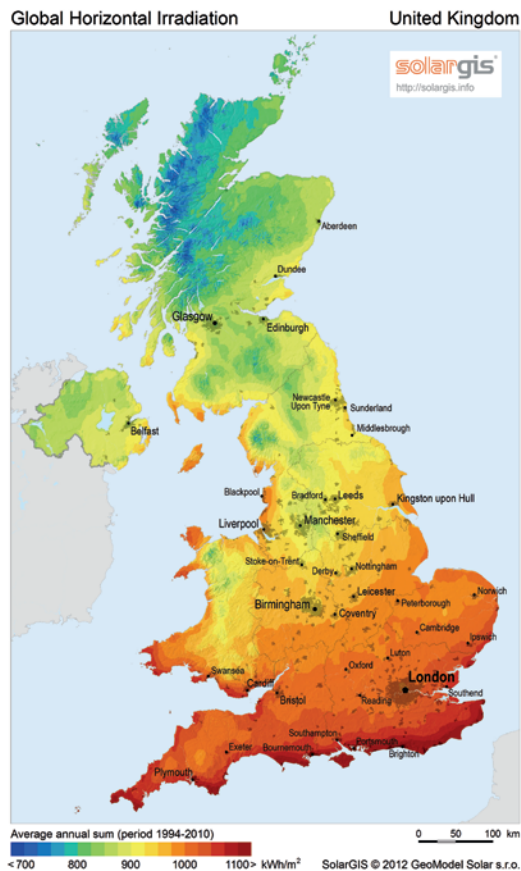 Global Horizontal Irradiation United Kingdom
solargis
http://solargis.info
Aberdeen
Dundee
Glasgow
Edinburgh
Newcastle
Upon Tyne
Sunderland
Middlesbrough
Belfast
Blackpool
Bradford
Leeds
Kingston upon Hull
Liverpool
Manchester
Sheffield
Stoke-on-Trent
Derby
Nottingham
Leicester
Norwich
Birmingham
Peterborough
Coventry
Cambridge
Ipswich
Luton
Oxford
Swansea
Cardiff
London
Bristol
Reading
Southend
Southampton
Portsmouth
Exeter
Bournemouth
Brighton
Plymouth
Average annual sum (period 1994-2010)
0 50 100 km
<700 800 900 1000 1100> kWh/m²
SolarGIS © 2012 GeoModel Solar s.r.o.